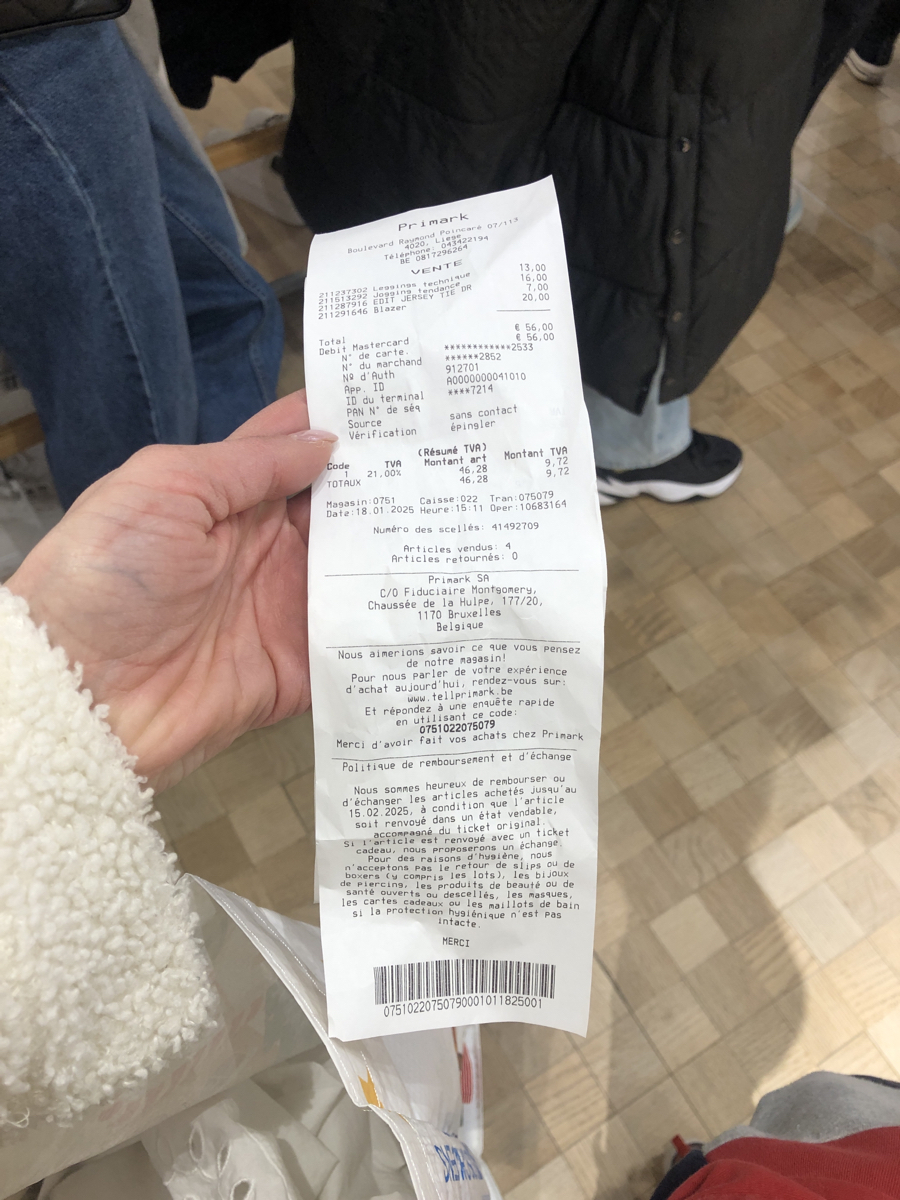 Primark
Boulevard Raymond Poincaré 07/113
4020, Liège
Téléphone: 043422194
BE 0817296264
VENTE
211237302 Leggings technique 13,00
211613292 Jogging tendance 16,00
211287916 EDIT JERSEY TIE DR 7,00
211291646 Blazer 20,00
Total € 56,00
Debit Mastercard € 56,00
N° de carte. ************2533
N° du marchand ******2852
Nº d'Auth 912701
App. ID A0000000041010
ID du terminal ****7214
PAN N° de séq
Source sans contact
Vérification épingler
(Résumé TVA)
Code TVA Montant art Montant TVA
1 21,00% 46,28 9,72
TOTAUX 46,28 9,72
Magasin:0751 Caisse:022 Tran:075079
Date:18.01.2025 Heure:15:11 Oper:10683164
Numéro des scellés: 41492709
Articles vendus: 4
Articles retournés: 0
Primark SA
C/O Fiduciaire Montgomery,
Chaussée de la Hulpe, 177/20,
1170 Bruxelles
Belgique
Nous aimerions savoir ce que vous pensez
de notre magasin!
Pour nous parler de votre expérience
d'achat aujourd'hui, rendez-vous sur:
www.tellprimark.be
Et répondez à une enquête rapide
en utilisant ce code:
0751022075079
Merci d'avoir fait vos achats chez Primark
Politique de remboursement et d'échange
Nous sommes heureux de rembourser ou
d'échanger les articles achetés jusqu'au
15.02.2025, à condition que l'article
soit renvoyé dans un état vendable,
accompagné du ticket original.
Si l'article est renvoyé avec un ticket
cadeau, nous proposerons un échange.
Pour des raisons d'hygiène, nous
n'acceptons pas le retour de slips ou de
boxers (y compris les lots), les bijoux
de piercing, les produits de beauté ou de
santé ouverts ou descellés, les masques,
les cartes cadeaux ou les maillots de bain
si la protection hygiénique n'est pas
intacte.
MERCI
07510220750790001011825001